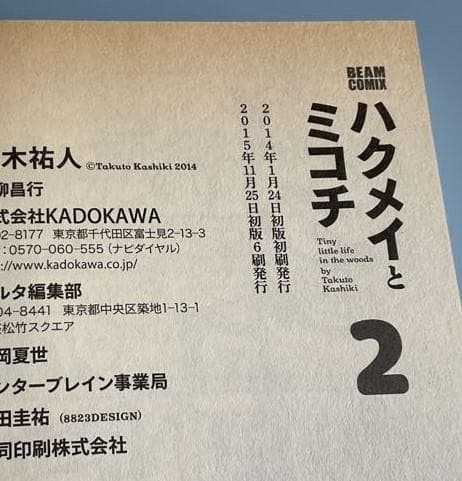 BEAM
COMIX
ハクメイと
ミコチ
Tiny
little life
in the woods
by
Takuto
Kashiki
2
2014年1月24日初版初刷発行
2015年11月25日初版6刷発行
木祐人 ©Takuto Kashiki 2014
柳昌行
式会社KADOKAWA
02-8177 東京都千代田区富士見2-13-3
:0570-060-555(ナビダイヤル)
://www.kadokawa.co.jp/
ルタ編集部
04-8441 東京都中央区築地1-13-1
松竹スクエア
岡夏世
ンターブレイン事業局
田圭祐(8823DESIGN)
同印刷株式会社